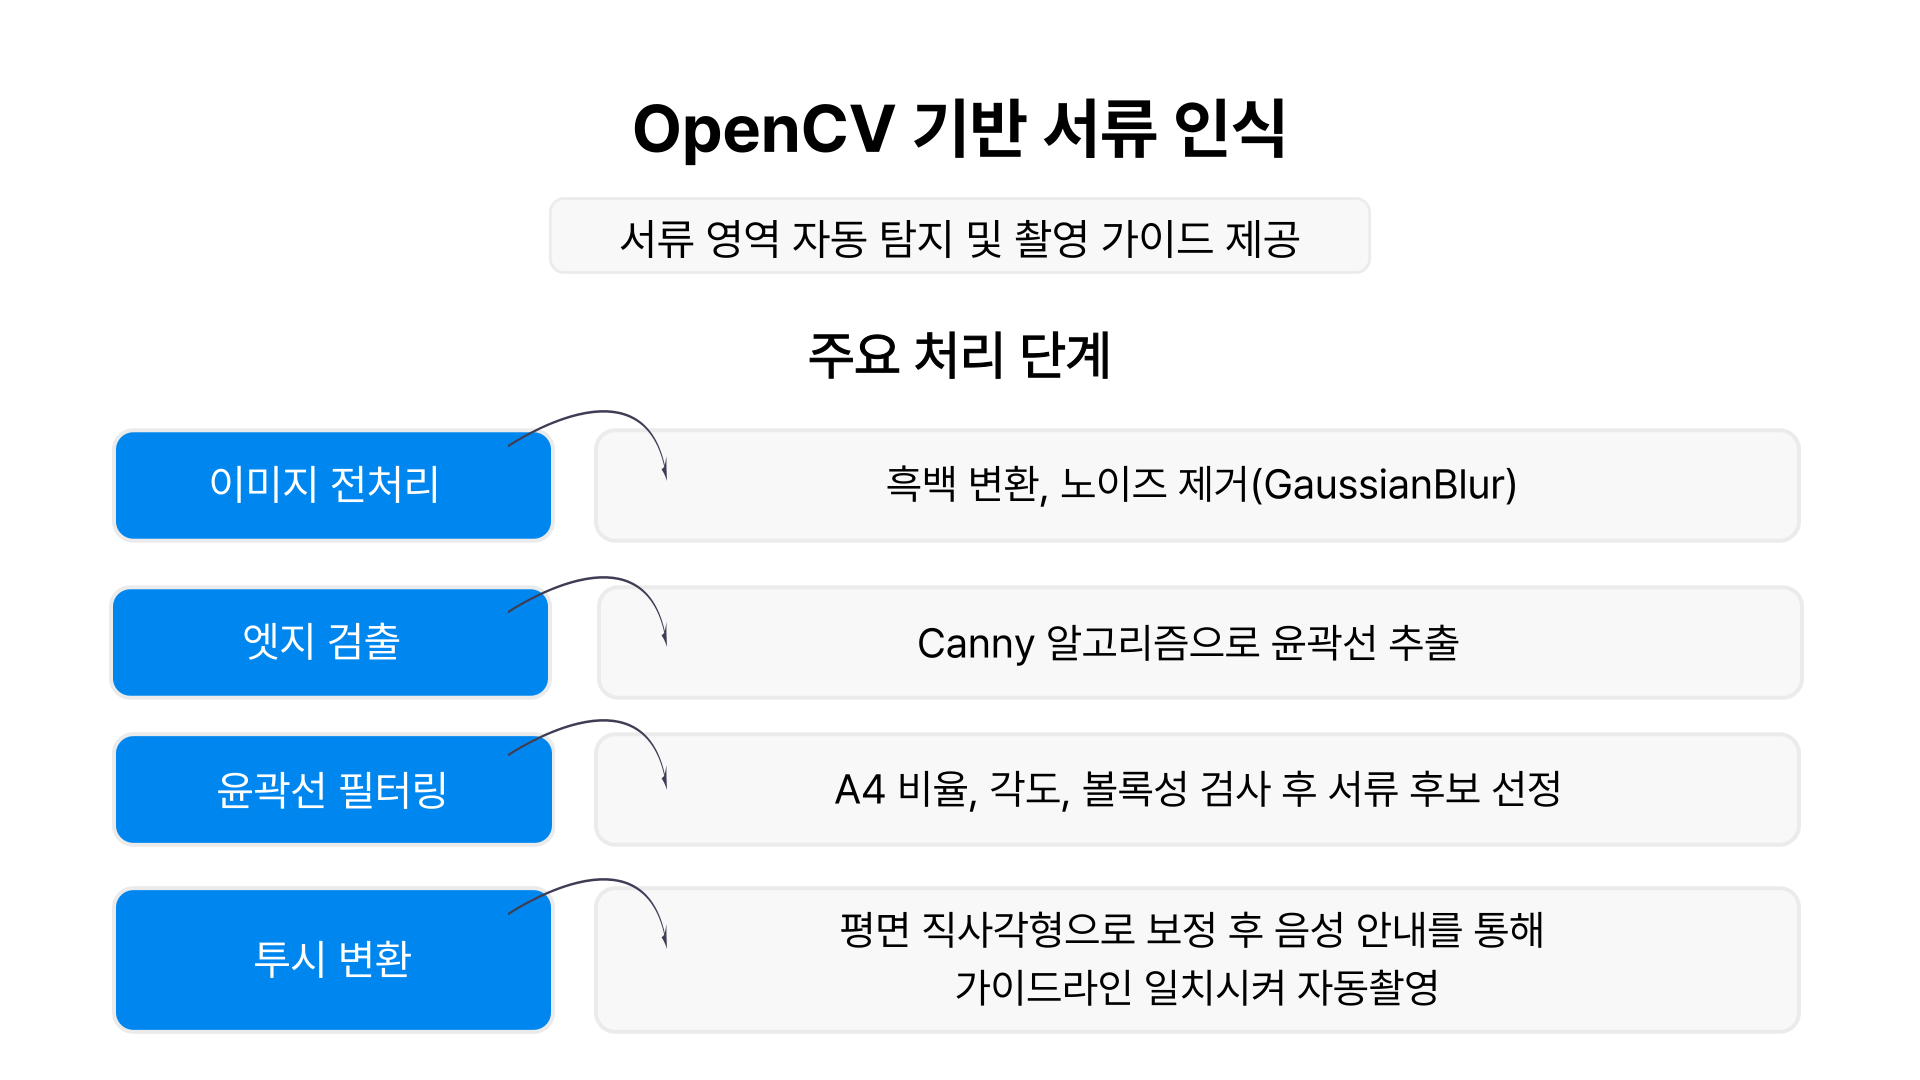 OpenCV 기반 서류 인식
서류 영역 자동 탐지 및 촬영 가이드 제공
주요 처리 단계
이미지 전처리
흑백 변환, 노이즈 제거(GaussianBlur)
엣지 검출
Canny 알고리즘으로 윤곽선 추출
윤곽선 필터링
A4 비율, 각도, 볼록성 검사 후 서류 후보 선정
투시 변환
평면 직사각형으로 보정 후 음성 안내를 통해
가이드라인 일치시켜 자동촬영